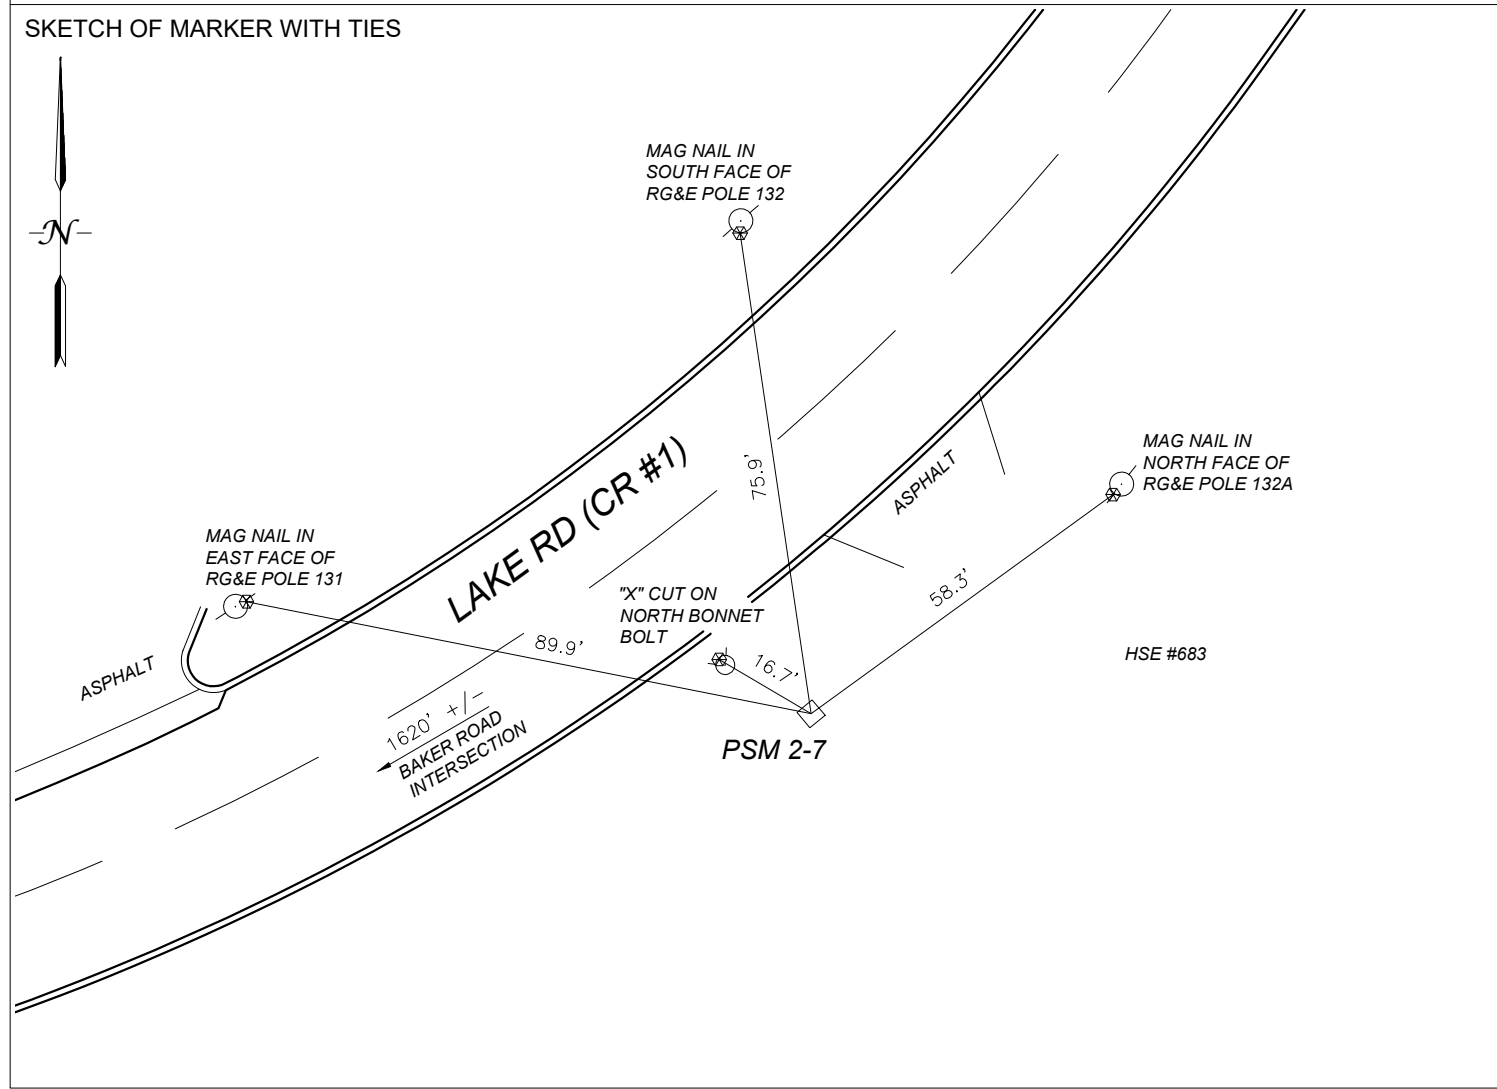 SKETCH OF MARKER WITH TIES
N
MAG NAIL IN
SOUTH FACE OF
RG&E POLE 132
MAG NAIL IN
NORTH FACE OF
RG&E POLE 132A
75.9'
ASPHALT
LAKE RD (CR #1)
MAG NAIL IN
EAST FACE OF
RG&E POLE 131
"X" CUT ON
NORTH BONNET
BOLT
58.3'
89.9'
16.7'
HSE #683
ASPHALT
1620' +/-
BAKER ROAD
INTERSECTION
PSM 2-7